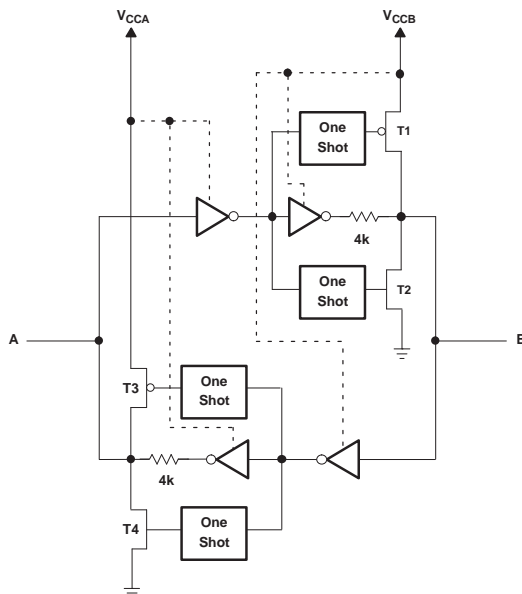 VCCA
VCCB
One
Shot
T1
4k
One
Shot
T2
A
B
T3
One
Shot
4k
T4
One
Shot